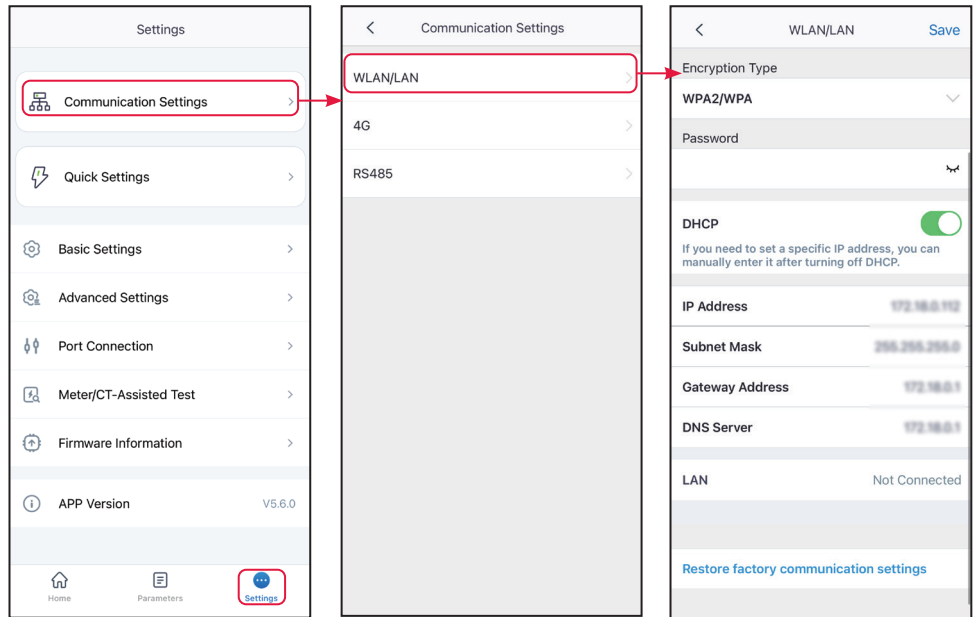 Settings
Communication Settings
Quick Settings
Basic Settings
Advanced Settings
Port Connection
Meter/CT-Assisted Test
Firmware Information
APP Version V5.6.0
Home Parameters Settings
Communication Settings
WLAN/LAN
4G
RS485
WLAN/LAN Save
Encryption Type
WPA2/WPA
Password
DHCP
If you need to set a specific IP address, you can
manually enter it after turning off DHCP.
IP Address
Subnet Mask
Gateway Address
DNS Server
LAN Not Connected
Restore factory communication settings